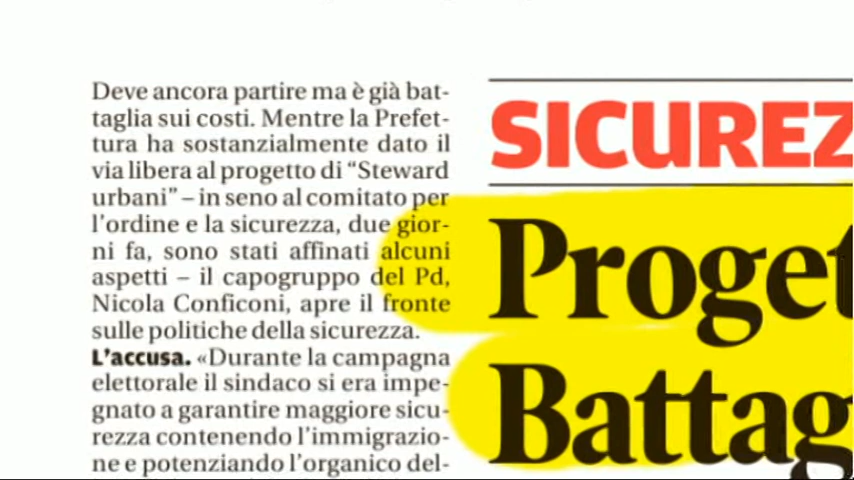 Deve ancora partire ma è già bat-
taglia sui costi. Mentre la Prefet-
tura ha sostanzialmente dato il
via libera al progetto di “Steward
urbani” – in seno al comitato per
l’ordine e la sicurezza, due gior-
ni fa, sono stati affinati alcuni
aspetti – il capogruppo del Pd,
Nicola Conficoni, apre il fronte
sulle politiche della sicurezza.
L’accusa. «Durante la campagna
elettorale il sindaco si era impe-
gnato a garantire maggiore sicu-
rezza contenendo l’immigrazio-
ne e potenziando l’organico del-
SICUREZ
Proget
Battag